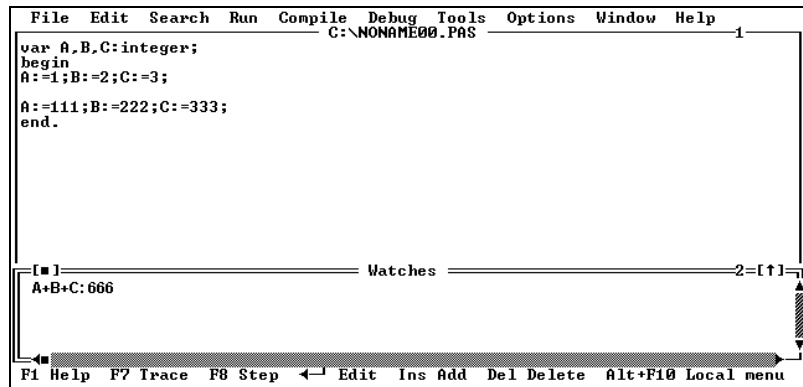 File Edit Search Run Compile Debug Tools Options Window Help
C:\NONAME00.PAS 1
var A,B,C:integer;
begin
A:=1;B:=2;C:=3;
A:=111;B:=222;C:=333;
end.
[■] Watches 2=[↑]
A+B+C:666
F1 Help F7 Trace F8 Step ◄─┘ Edit Ins Add Del Delete Alt+F10 Local menu